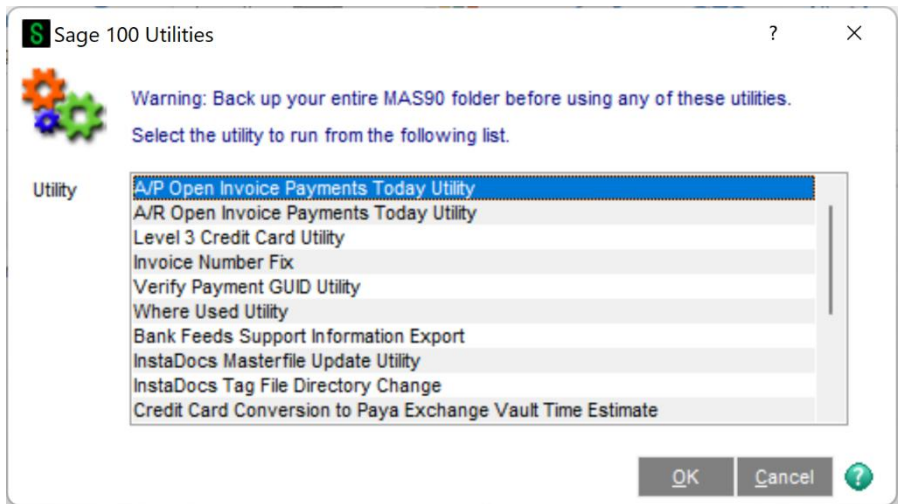 S Sage 100 Utilities ?
Warning: Back up your entire MAS90 folder before using any of these utilities.
Select the utility to run from the following list.
Utility
A/P Open Invoice Payments Today Utility
A/R Open Invoice Payments Today Utility
Level 3 Credit Card Utility
Invoice Number Fix
Verify Payment GUID Utility
Where Used Utility
Bank Feeds Support Information Export
InstaDocs Masterfile Update Utility
InstaDocs Tag File Directory Change
Credit Card Conversion to Paya Exchange Vault Time Estimate
OK Cancel ?